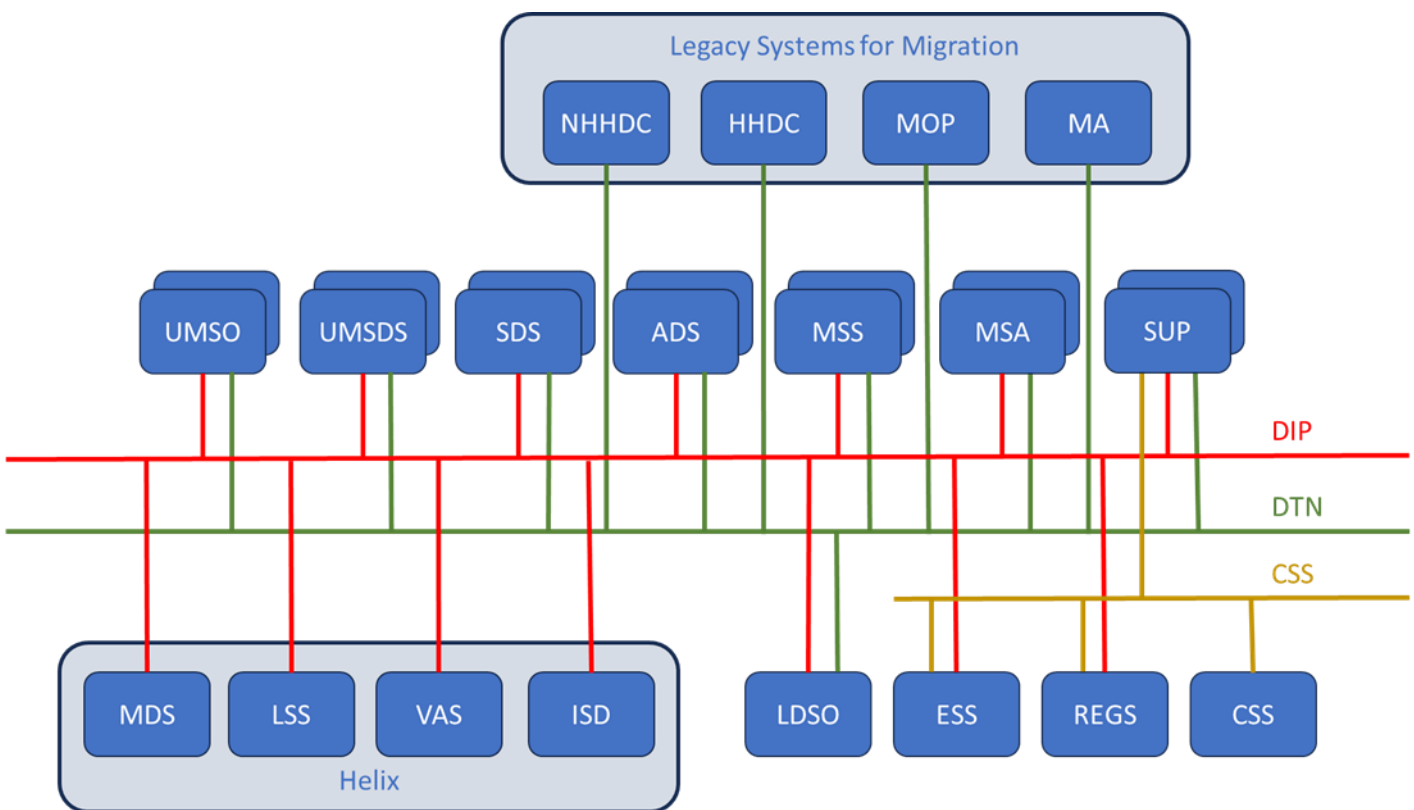 Legacy Systems for Migration
NHHDC
HHDC
MOP
MA
UMSO
UMSDS
SDS
ADS
MSS
MSA
SUP
DIP
DTN
CSS
MDS
LSS
VAS
ISD
LDSO
ESS
REGS
CSS
Helix